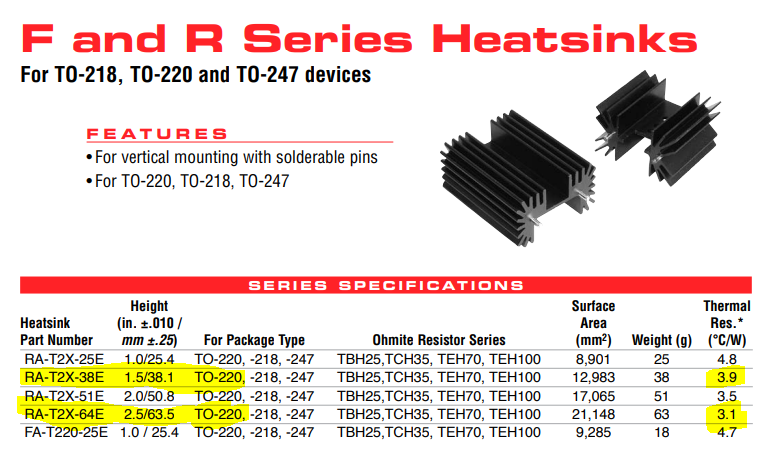 F and R Series Heatsinks
For TO-218, TO-220 and TO-247 devices
FEATURES
• For vertical mounting with solderable pins
• For TO-220, TO-218, TO-247
SERIES SPECIFICATIONS
Heatsink Part Number Height (in. ±.010 / mm ±.25) For Package Type Ohmite Resistor Series Surface Area (mm²) Weight (g) Thermal Res.* (°C/W)
RA-T2X-25E 1.0/25.4 TO-220, -218, -247 TBH25,TCH35, TEH70, TEH100 8,901 25 4.8
RA-T2X-38E 1.5/38.1 TO-220, -218, -247 TBH25,TCH35, TEH70, TEH100 12,983 38 3.9
RA-T2X-51E 2.0/50.8 TO-220, -218, -247 TBH25,TCH35, TEH70, TEH100 17,065 51 3.5
RA-T2X-64E 2.5/63.5 TO-220, -218, -247 TBH25,TCH35, TEH70, TEH100 21,148 63 3.1
FA-T220-25E 1.0 / 25.4 TO-220, -218, -247 TBH25,TCH35, TEH70, TEH100 9,285 18 4.7